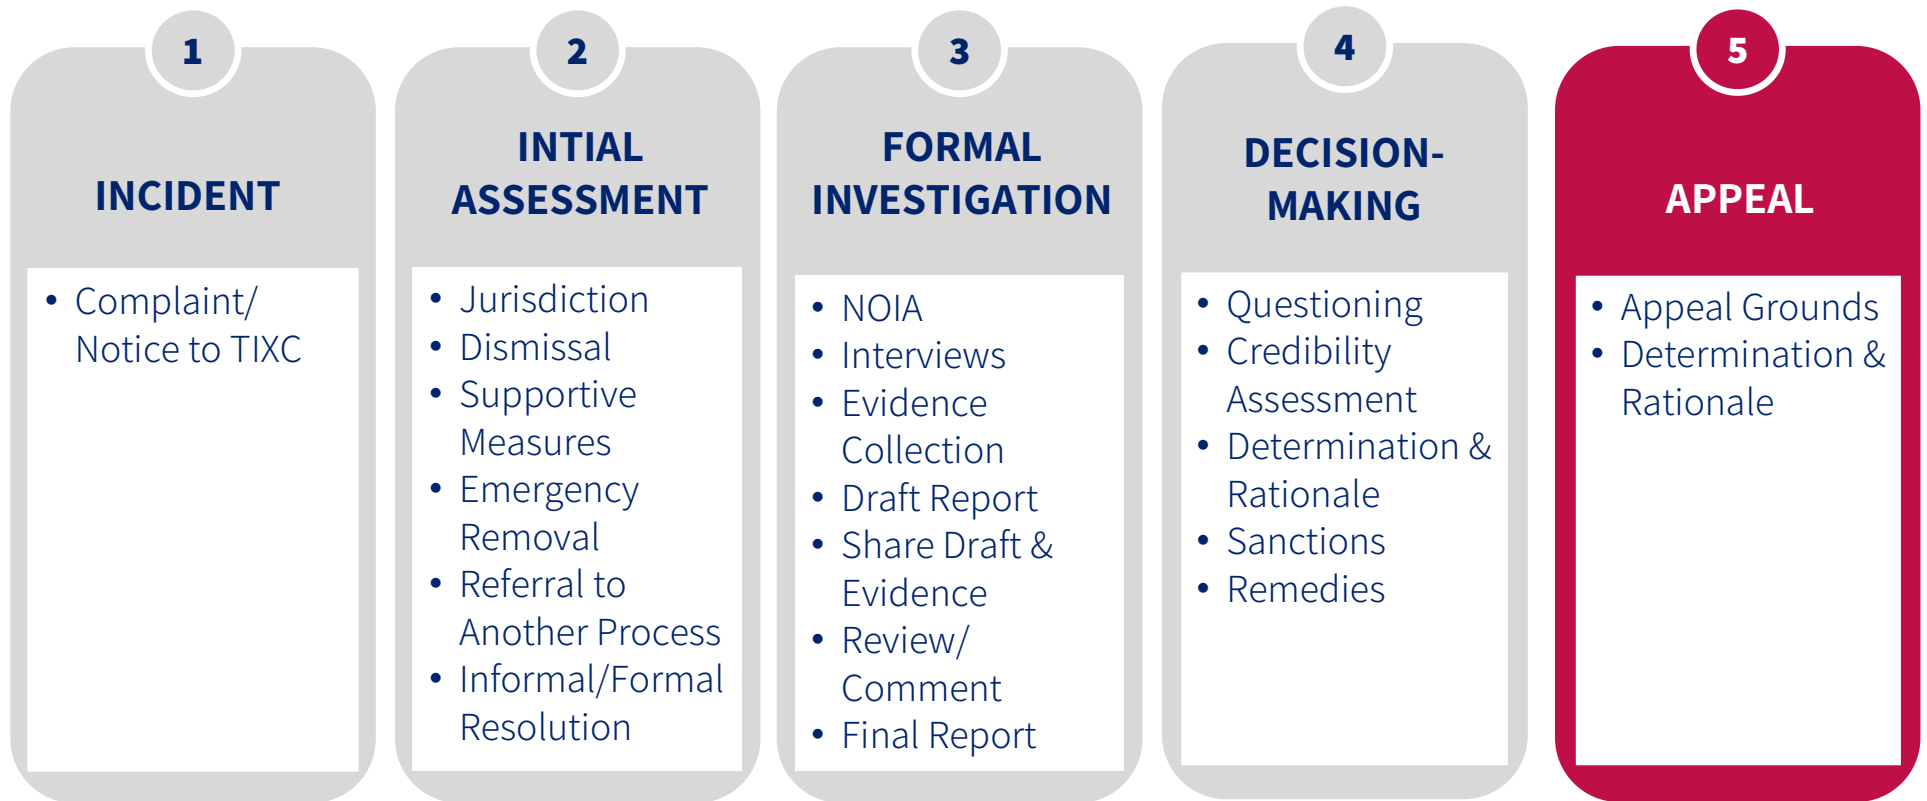 1
INCIDENT
• Complaint/
Notice to TIXC
2
INTIAL
ASSESSMENT
• Jurisdiction
• Dismissal
• Supportive
Measures
• Emergency
Removal
• Referral to
Another Process
• Informal/Formal
Resolution
3
FORMAL
INVESTIGATION
• NOIA
• Interviews
• Evidence
Collection
• Draft Report
• Share Draft &
Evidence
• Review/
Comment
• Final Report
4
DECISION-
MAKING
• Questioning
• Credibility
Assessment
• Determination &
Rationale
• Sanctions
• Remedies
5
APPEAL
• Appeal Grounds
• Determination &
Rationale